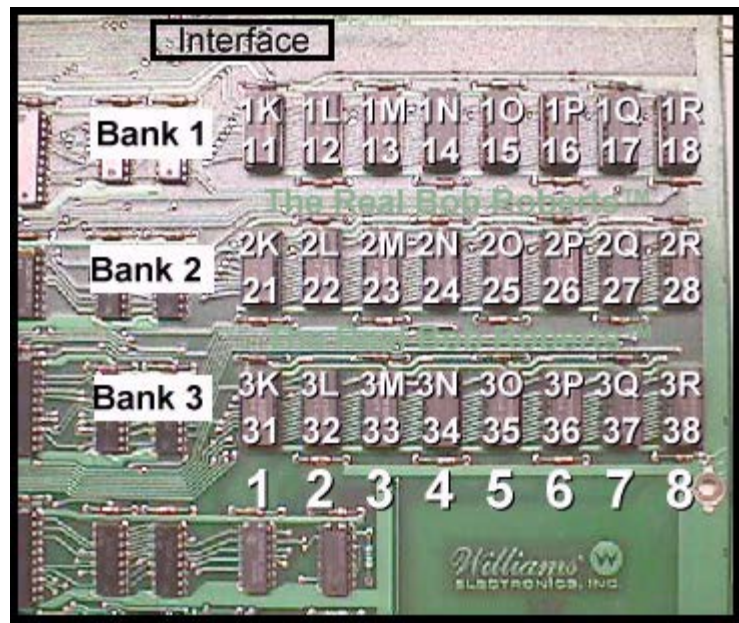 Interface
Bank 1
1K 1L 1M 1N 1O 1P 1Q 1R
11 12 13 14 15 16 17 18
The Real Bob Roberts™
Bank 2
2K 2L 2M 2N 2O 2P 2Q 2R
21 22 23 24 25 26 27 28
Bank 3
3K 3L 3M 3N 3O 3P 3Q 3R
31 32 33 34 35 36 37 38
1 2 3 4 5 6 7 8
Williams W
ELECTRONICS, INC.